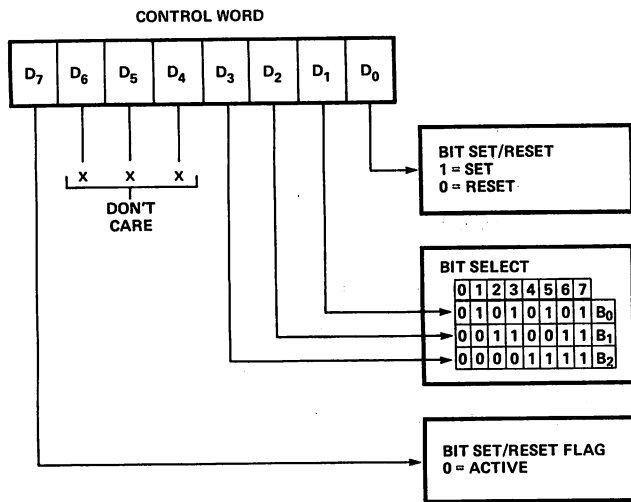 CONTROL WORD
D7 D6 D5 D4 D3 D2 D1 D0
X X X
DON'T
CARE
BIT SET/RESET
1 = SET
0 = RESET
BIT SELECT
0 1 2 3 4 5 6 7
0 1 0 1 0 1 0 1 B0
0 0 1 1 0 0 1 1 B1
0 0 0 0 1 1 1 1 B2
BIT SET/RESET FLAG
0 = ACTIVE